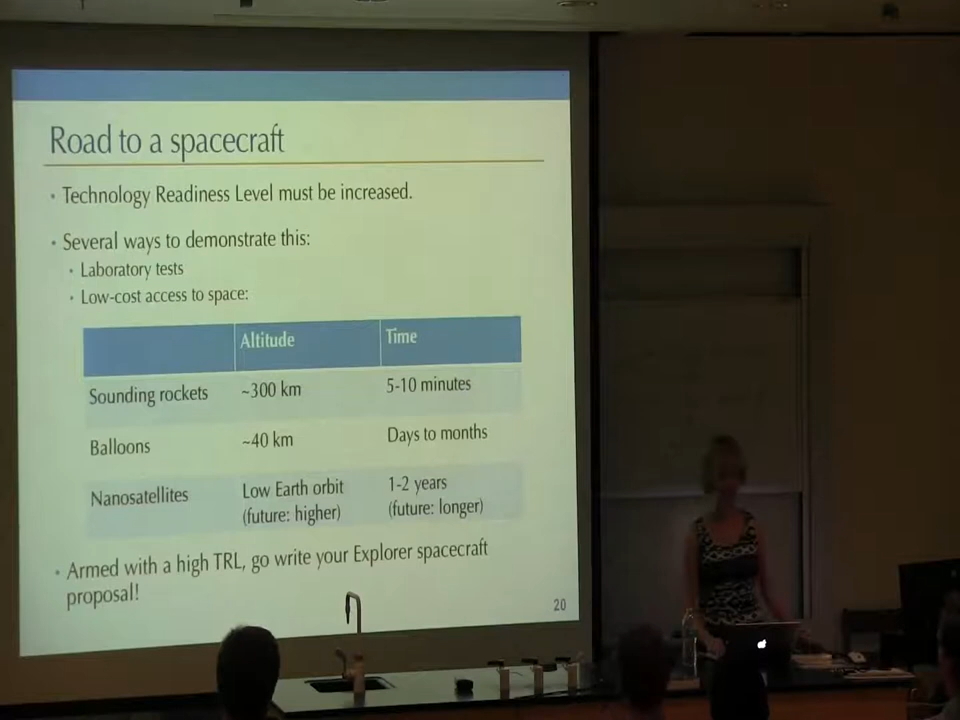 Road to a spacecraft
• Technology Readiness Level must be increased.
• Several ways to demonstrate this:
• Laboratory tests
• Low-cost access to space:
Altitude Time
Sounding rockets ~300 km 5-10 minutes
Balloons ~40 km Days to months
Nanosatellites Low Earth orbit 1-2 years
(future: higher) (future: longer)
• Armed with a high TRL, go write your Explorer spacecraft
proposal!
20